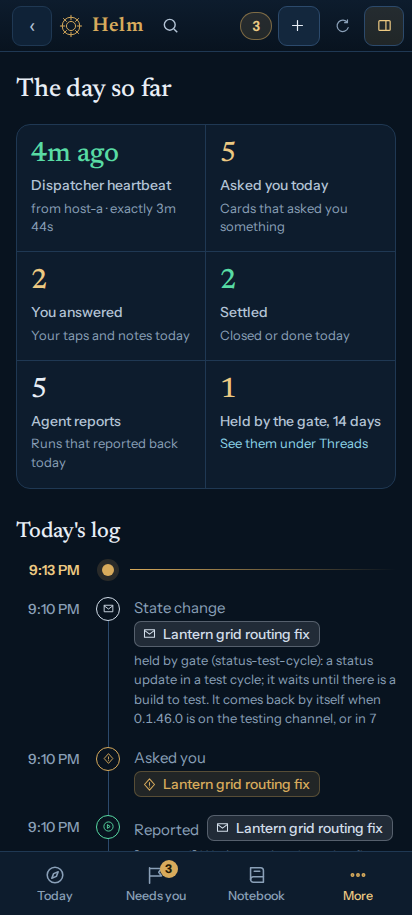 Helm
3
The day so far
4m ago
Dispatcher heartbeat
from host-a · exactly 3m
44s
5
Asked you today
Cards that asked you
something
2
You answered
Your taps and notes today
2
Settled
Closed or done today
5
Agent reports
Runs that reported back
today
1
Held by the gate, 14 days
See them under Threads
Today's log
9:13 PM
9:10 PM
State change
Lantern grid routing fix
held by gate (status-test-cycle): a status
update in a test cycle; it waits until there is a
build to test. It comes back by itself when
0.1.46.0 is on the testing channel, or in 7
9:10 PM
Asked you
Lantern grid routing fix
9:10 PM
Reported
Lantern grid routing fix
Today
3
Needs you
Notebook
More